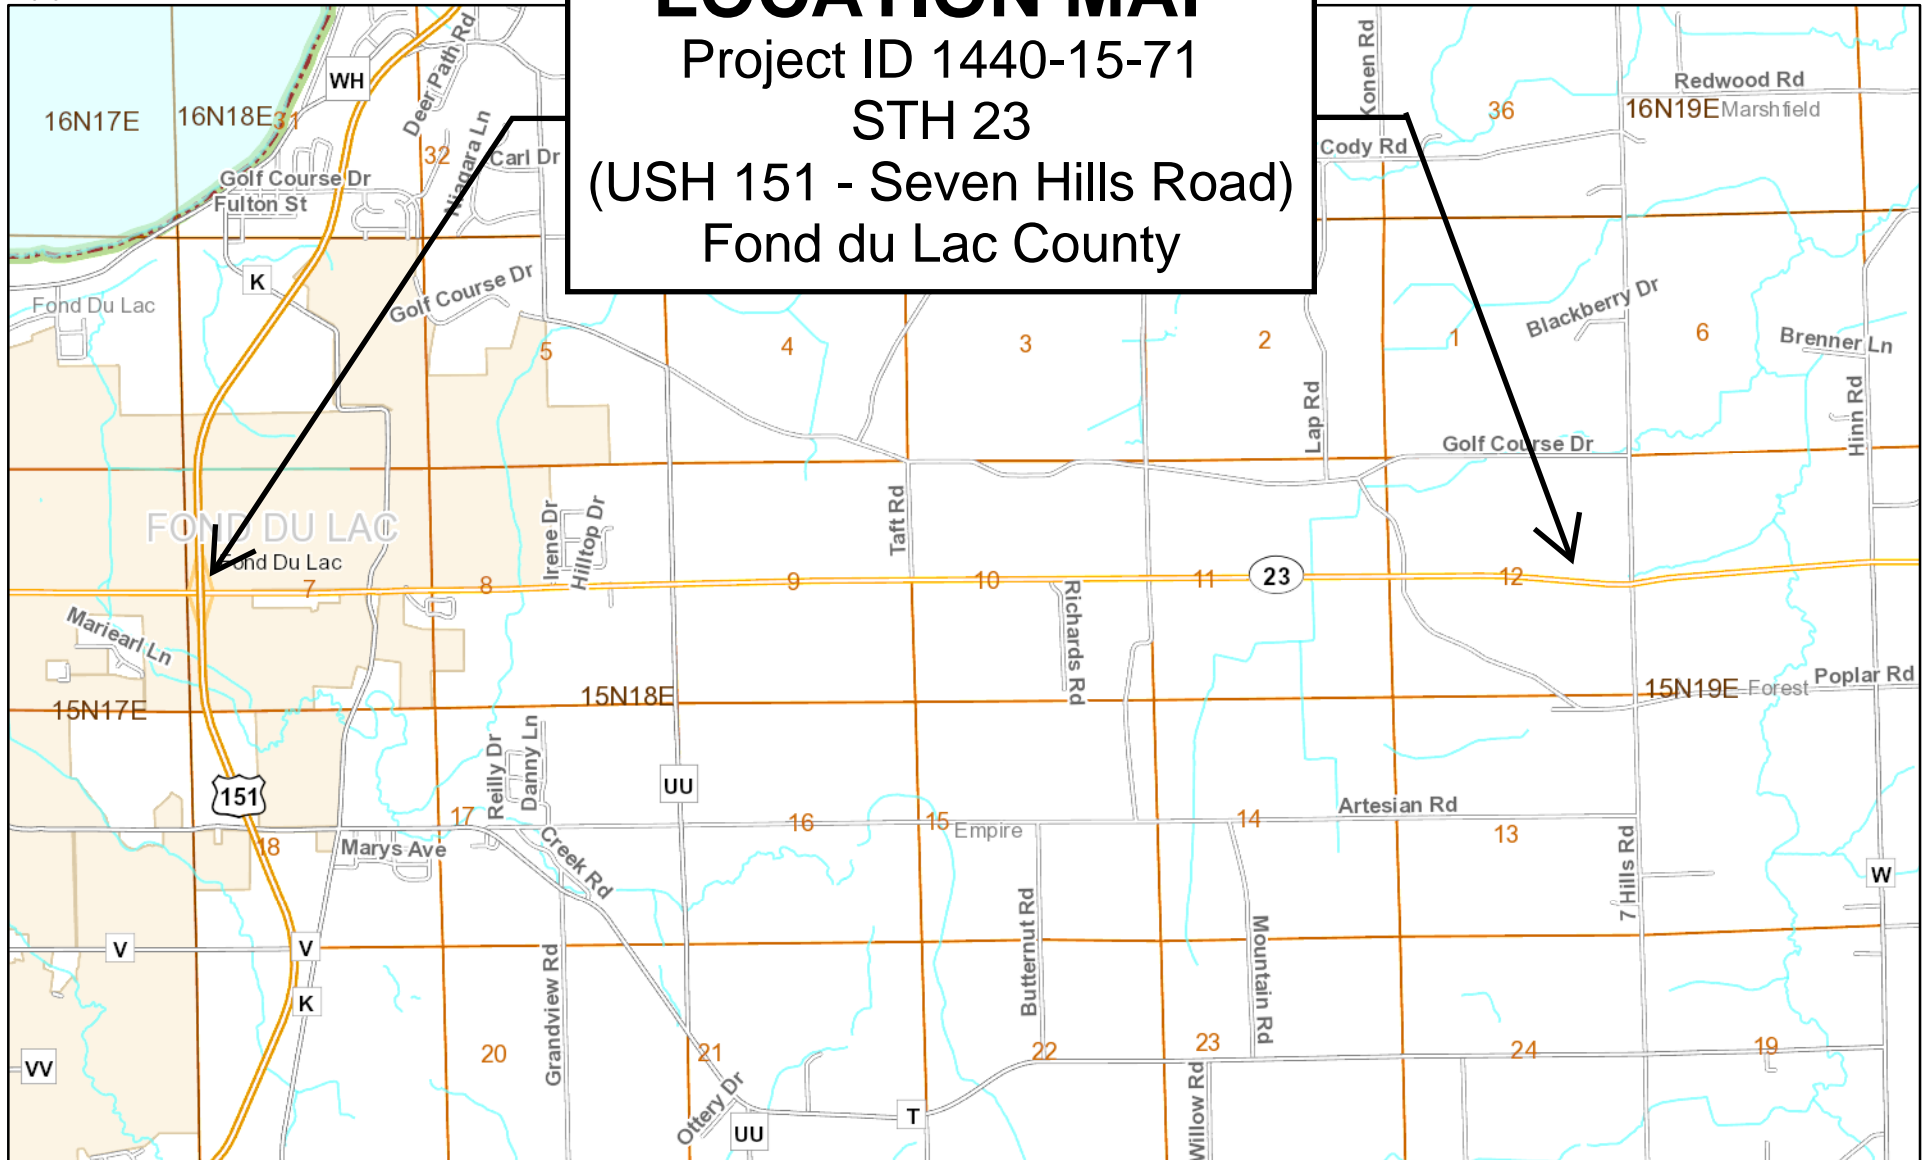 LOCATION MAP
Project ID 1440-15-71
STH 23
(USH 151 - Seven Hills Road)
Fond du Lac County
WH
Deer Path Rd
Konen Rd
Redwood Rd
16N17E
16N18E
31
36
16N19E
Marshfield
32
Niagara Ln
Carl Dr
Cody Rd
Golf Course Dr
Fulton St
K
Golf Course Dr
Fond Du Lac
Blackberry Dr
5
4
3
2
1
6
Brenner Ln
Lap Rd
Hinn Rd
Golf Course Dr
FOND DU LAC
Fond Du Lac
Irene Dr
Hilltop Dr
Taft Rd
7
8
9
10
11
23
12
Mariearl Ln
Richards Rd
15N17E
15N18E
15N19E
Forest
Poplar Rd
Reilly Dr
Danny Ln
151
UU
17
16
15
Empire
14
Artesian Rd
13
18
Marys Ave
Creek Rd
7 Hills Rd
W
V
V
Grandview Rd
Butternut Rd
Mountain Rd
K
VV
20
21
22
23
24
19
Ottery Dr
UU
T
Willow Rd